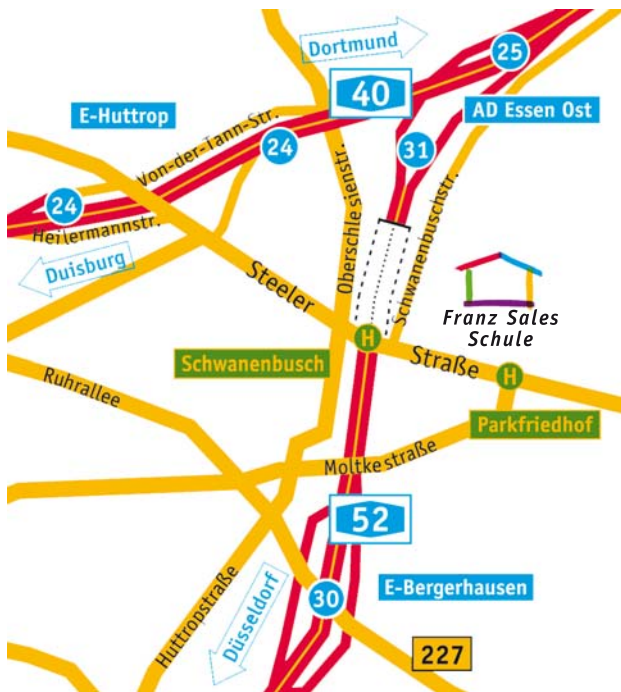 Dortmund
25
40
E-Huttrop
AD Essen Ost
Von-der-Tann-Str.
24
31
24
Heilermannstr.
Oberschlesienstr.
Schwanenbuschstr.
Duisburg
Steeler
Straße
Franz Sales
Schule
H
Schwanenbusch
H
Ruhrallee
Parkfriedhof
Moltkestraße
52
Huttropstraße
Düsseldorf
30
E-Bergerhausen
227